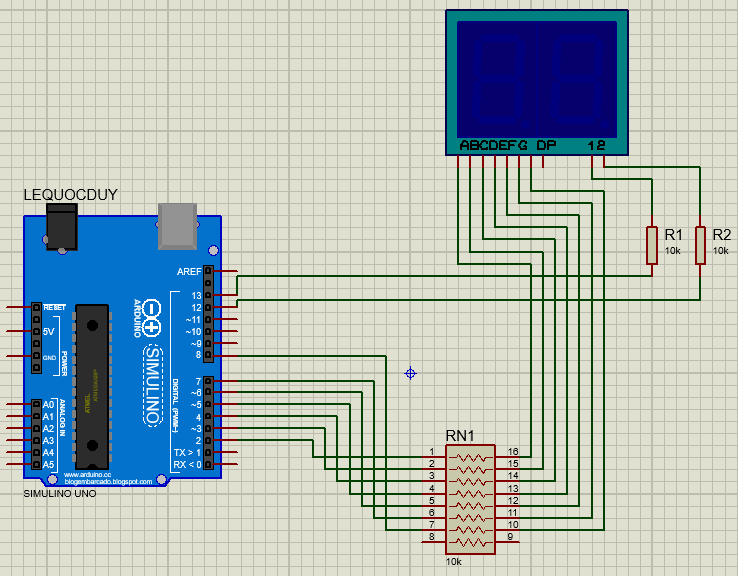 ABCDEFG DP 12
LEQUOCDUY
R1
10k
R2
10k
AREF
RESET
5V
GND
POWER
13
12
~11
~10
~9
8
ARDUINO
SIMULINO
DIGITAL (PWM~)
7
~6
~5
4
~3
2
TX > 1
RX < 0
ANALOG IN
A0
A1
A2
A3
A4
A5
ATMEL
www.arduino.cc
blogembarcado.blogspot.com
SIMULINO UNO
RN1
1 16
2 15
3 14
4 13
5 12
6 11
7 10
8 9
10k